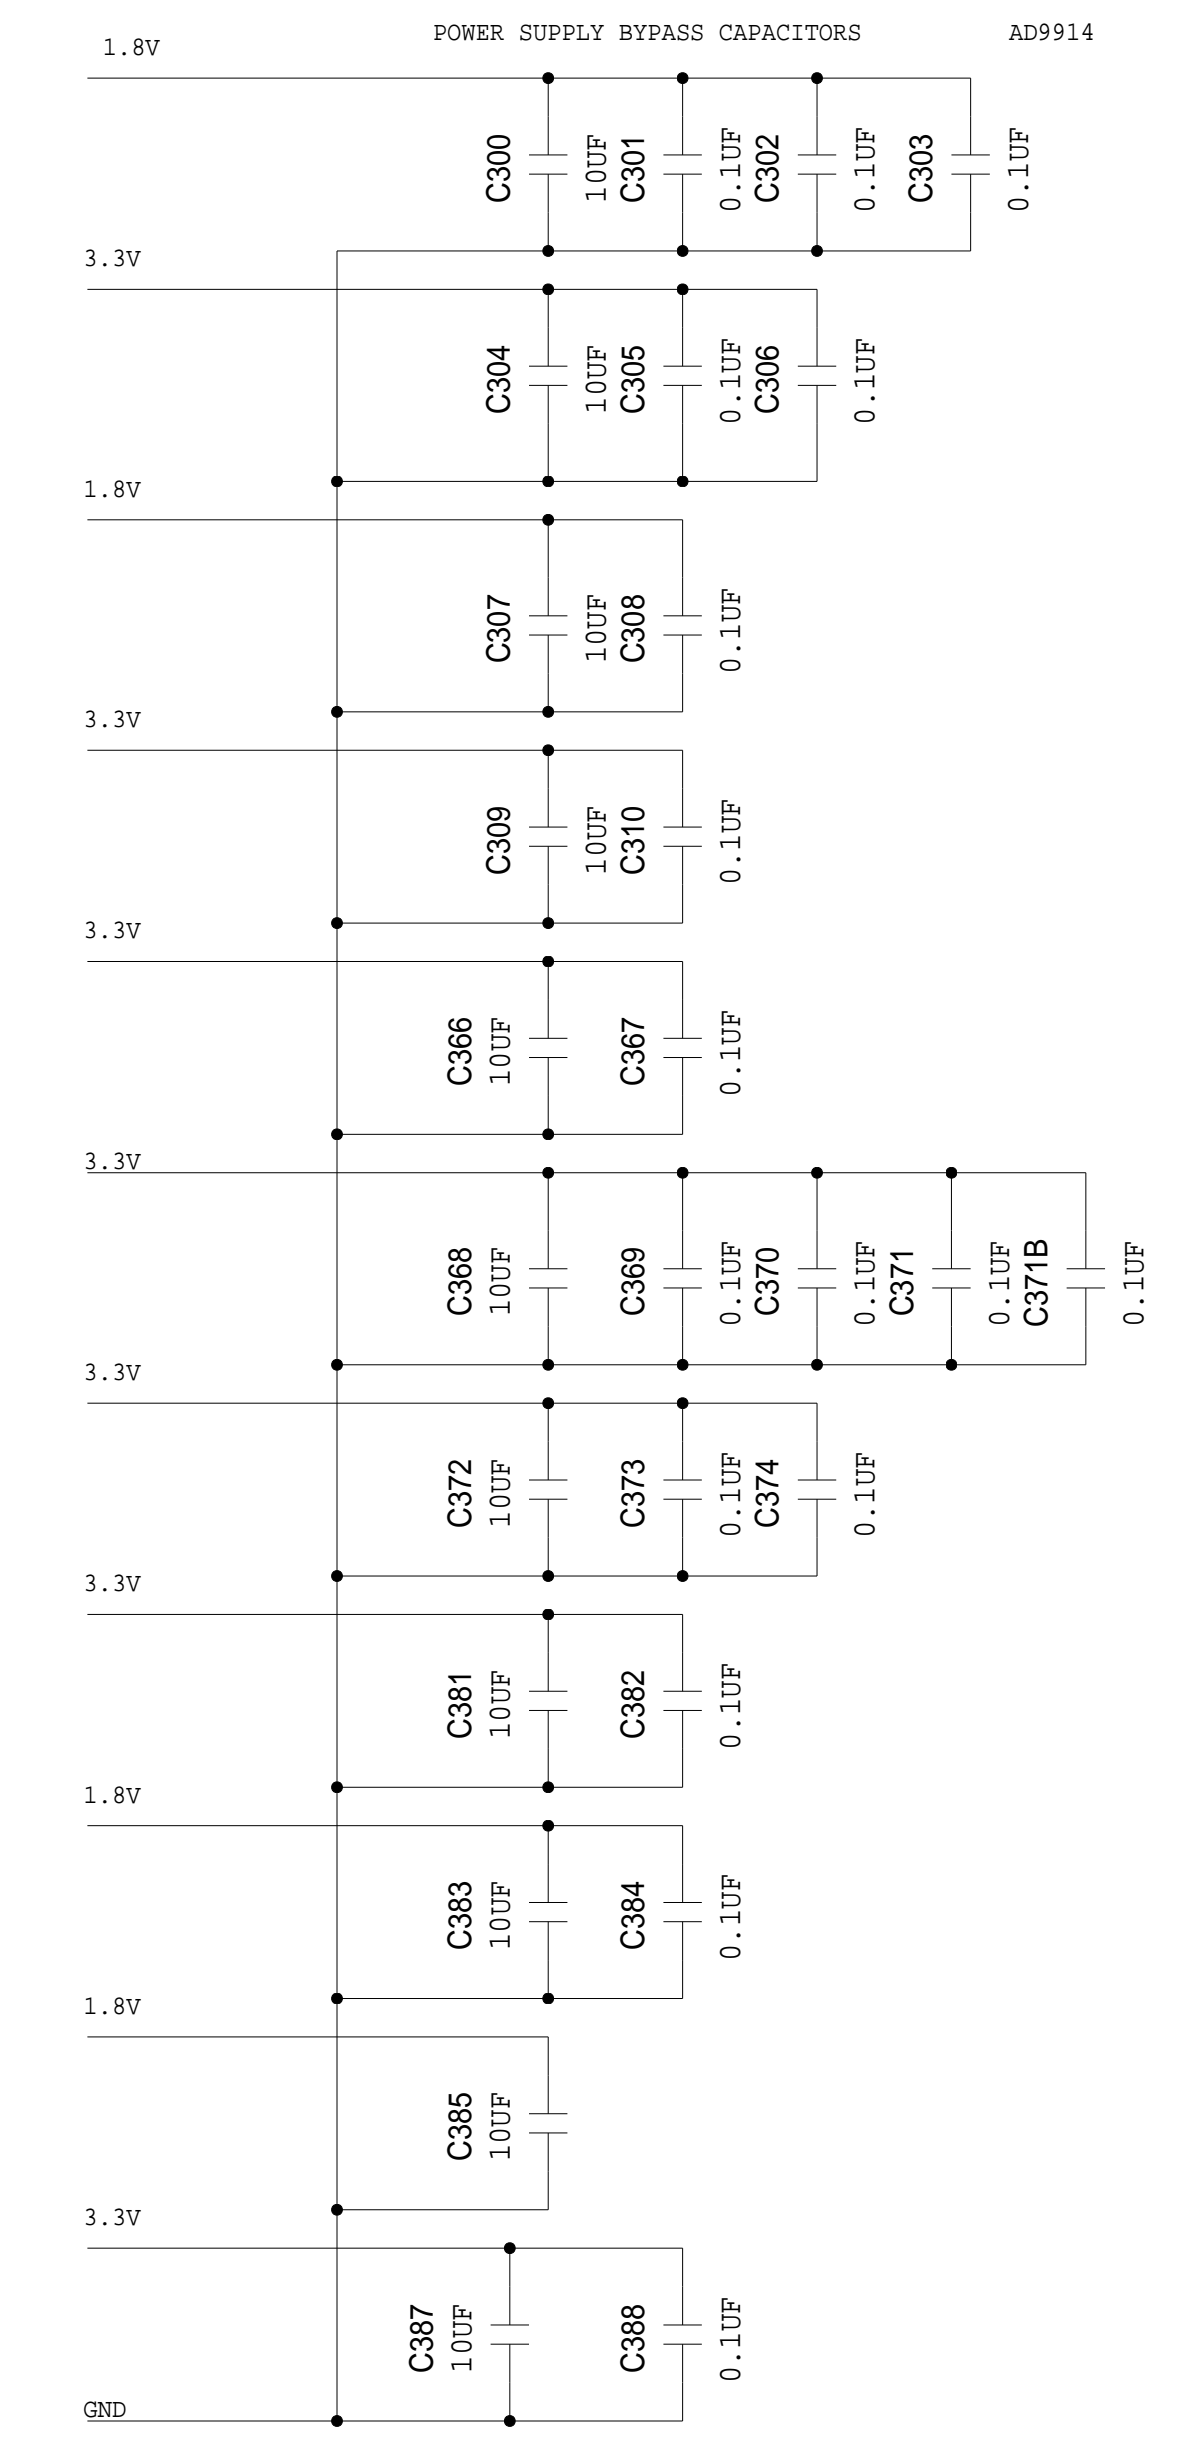 POWER SUPPLY BYPASS CAPACITORS
AD9914
1.8V
C300
10UF
C301
0.1UF
C302
0.1UF
C303
0.1UF
3.3V
C304
10UF
C305
0.1UF
C306
0.1UF
1.8V
C307
10UF
C308
0.1UF
3.3V
C309
10UF
C310
0.1UF
3.3V
C366
10UF
C367
0.1UF
3.3V
C368
10UF
C369
0.1UF
C370
0.1UF
C371
0.1UF
C371B
0.1UF
3.3V
C372
10UF
C373
0.1UF
C374
0.1UF
3.3V
C381
10UF
C382
0.1UF
1.8V
C383
10UF
C384
0.1UF
1.8V
C385
10UF
3.3V
C387
10UF
C388
0.1UF
GND